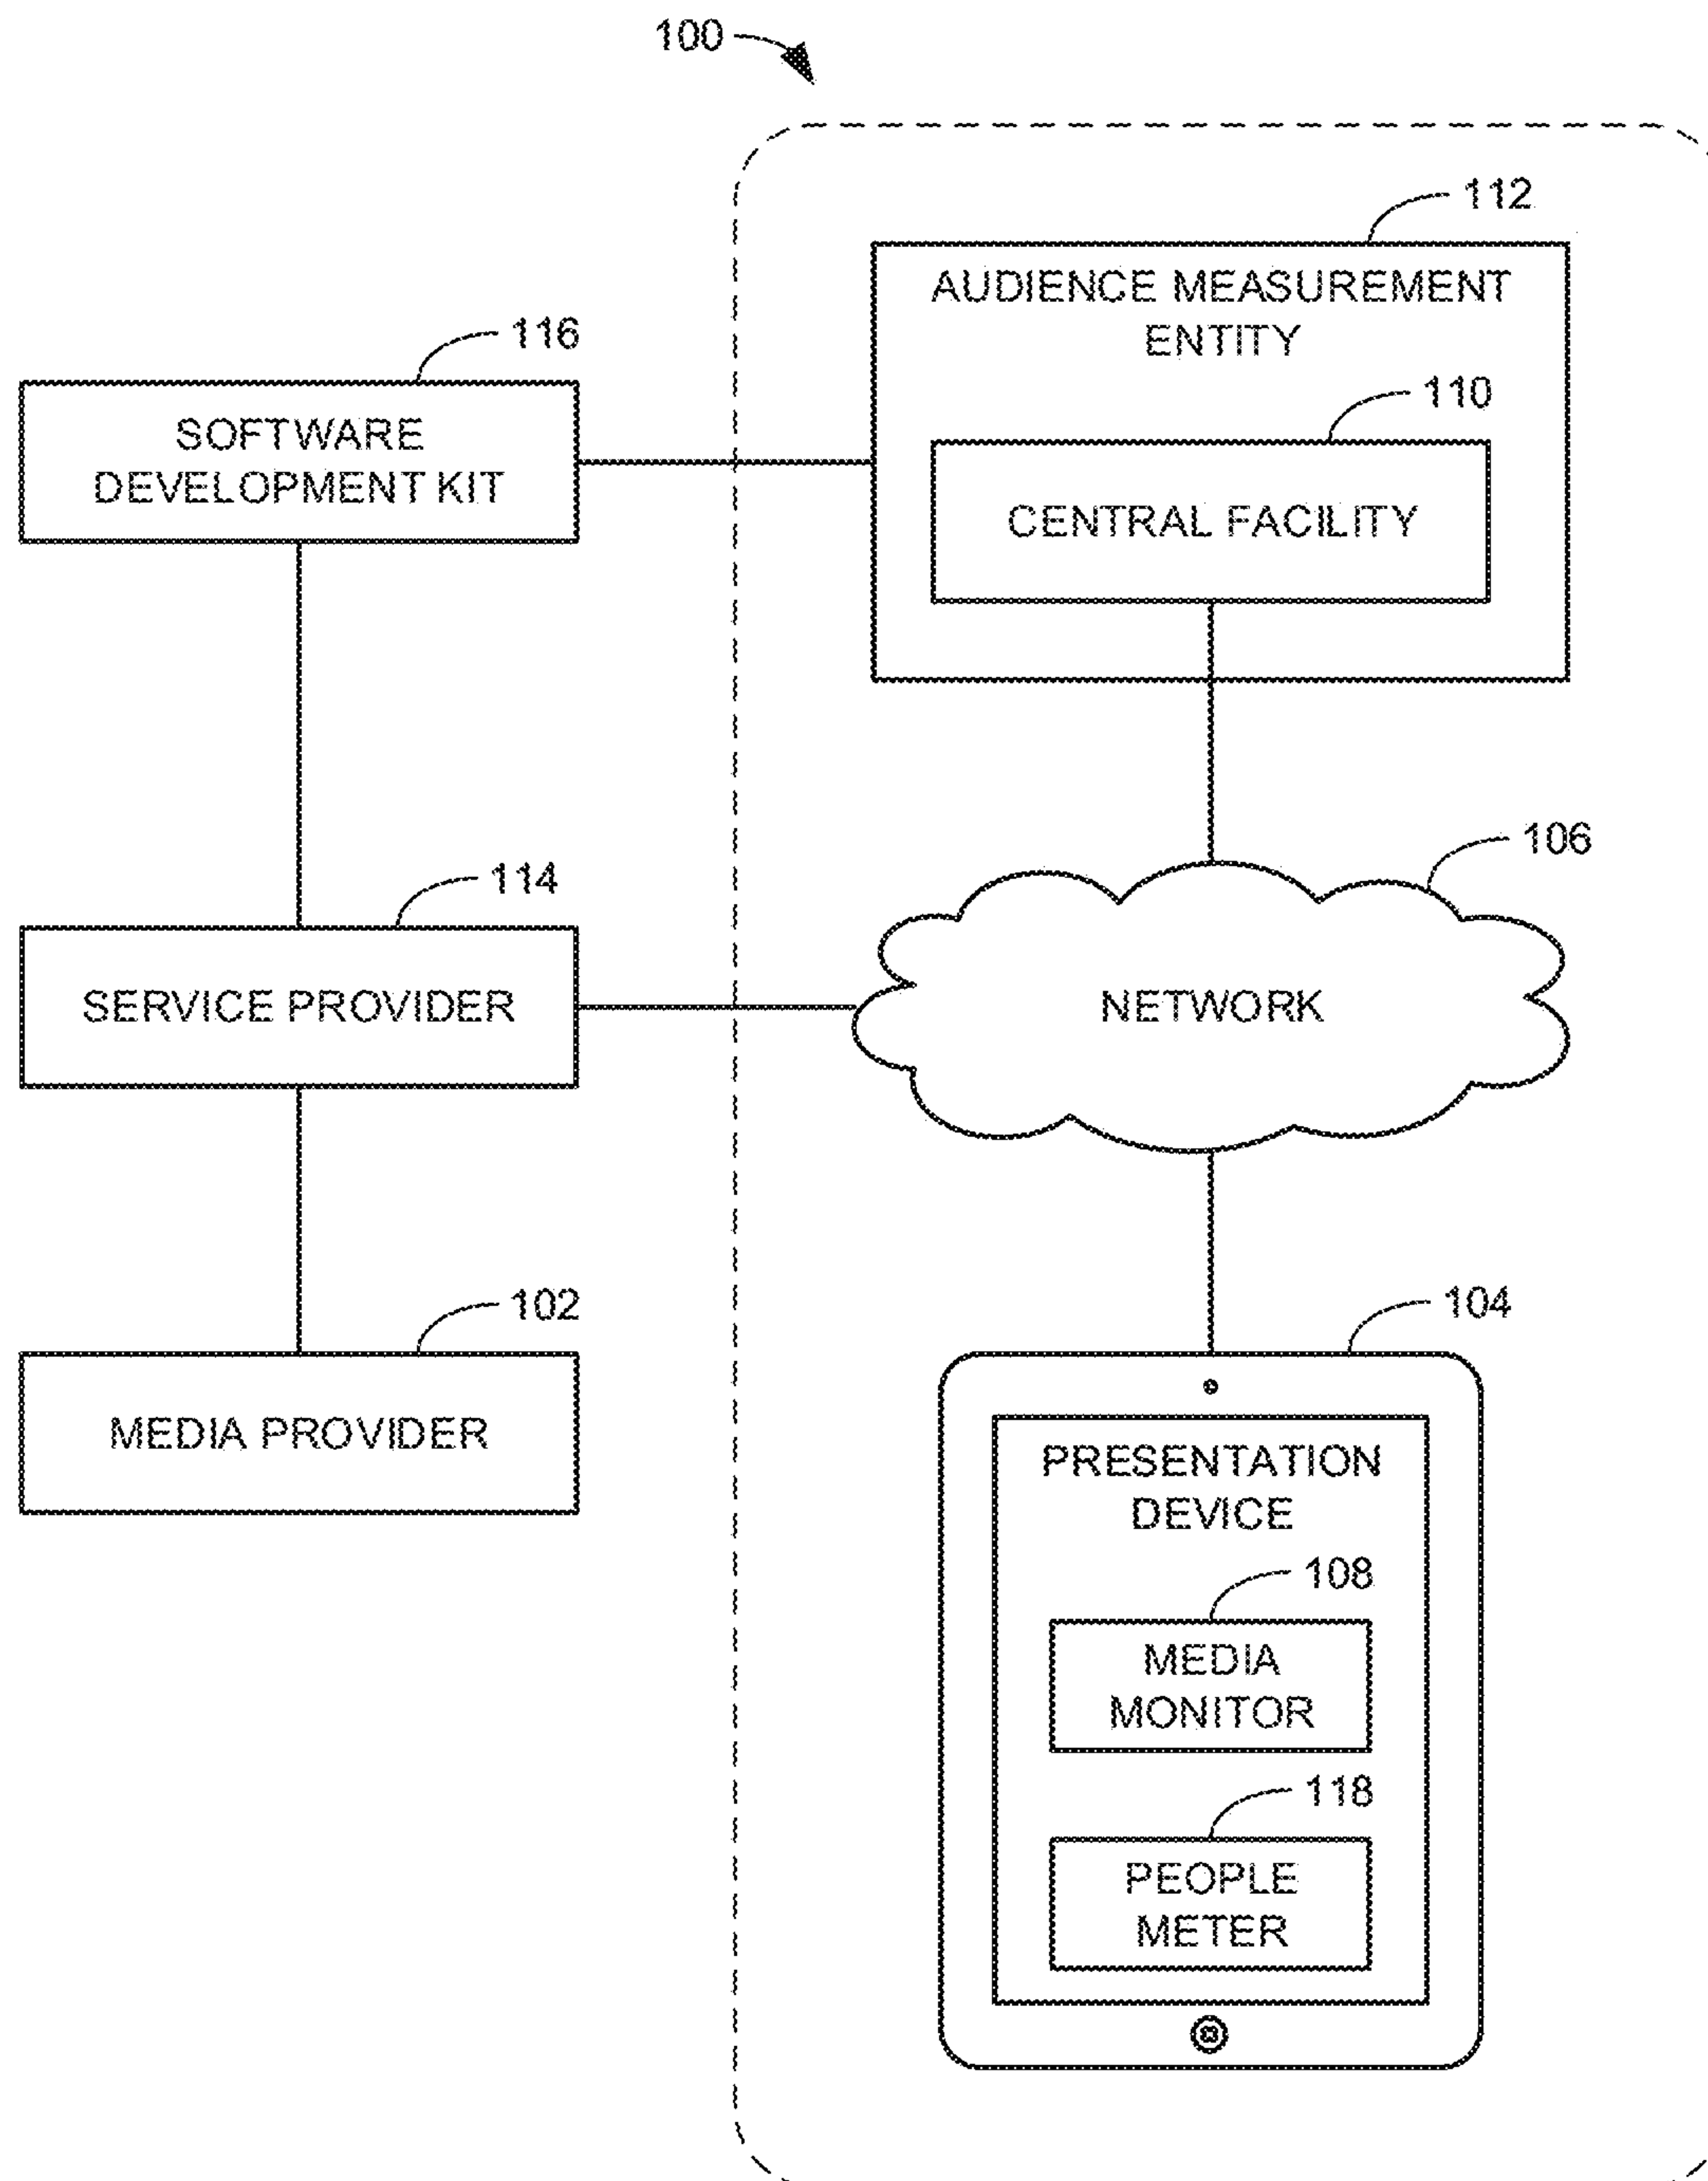 100
112
AUDIENCE MEASUREMENT
ENTITY
116
110
SOFTWARE
DEVELOPMENT KIT
CENTRAL FACILITY
106
114
SERVICE PROVIDER
NETWORK
102
104
MEDIA PROVIDER
PRESENTATION
DEVICE
108
MEDIA
MONITOR
118
PEOPLE
METER